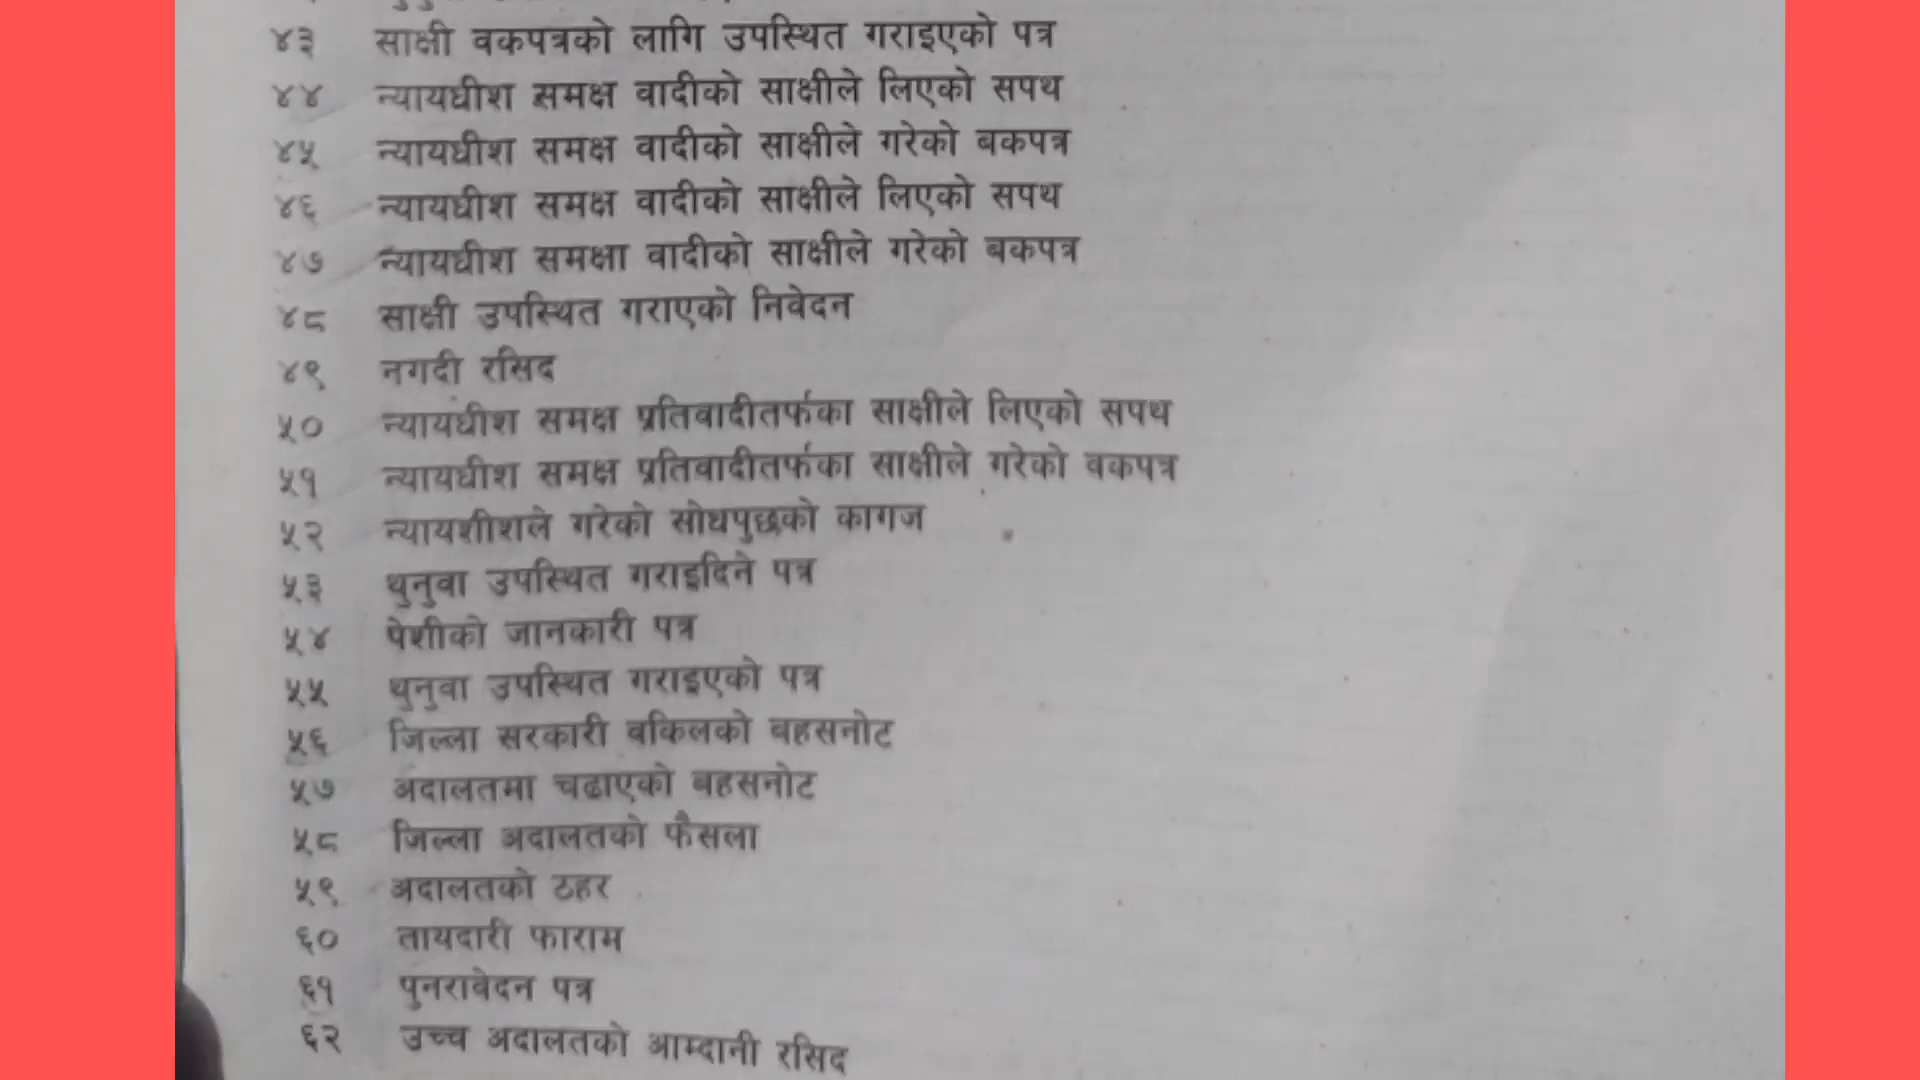 ४३ साक्षी वकपत्रको लागि उपस्थित गराइएको पत्र
४४ न्यायधीश समक्ष वादीको साक्षीले लिएको सपथ
४५ न्यायधीश समक्ष वादीको साक्षीले गरेको बकपत्र
४६ न्यायधीश समक्ष वादीको साक्षीले लिएको सपथ
४७ न्यायधीश समक्षा वादीको साक्षीले गरेको बकपत्र
४८ साक्षी उपस्थित गराएको निवेदन
४९ नगदी रसिद
५० न्यायधीश समक्ष प्रतिवादीतर्फका साक्षीले लिएको सपथ
५१ न्यायधीश समक्ष प्रतिवादीतर्फका साक्षीले गरेको वकपत्र
५२ न्यायशीशले गरेको सोधपुछको कागज
५३ थुनुवा उपस्थित गराइदिने पत्र
५४ पेशीको जानकारी पत्र
५५ थुनुवा उपस्थित गराइएको पत्र
५६ जिल्ला सरकारी वकिलको बहसनोट
५७ अदालतमा चढाएको बहसनोट
५८ जिल्ला अदालतको फैसला
५९ अदालतको ठहर
६० तायदारी फाराम
६१ पुनरावेदन पत्र
६२ उच्च अदालतको आम्दानी रसिद